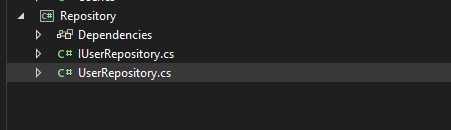 C# Repository
Dependencies
C# IUserRepository.cs
C# UserRepository.cs